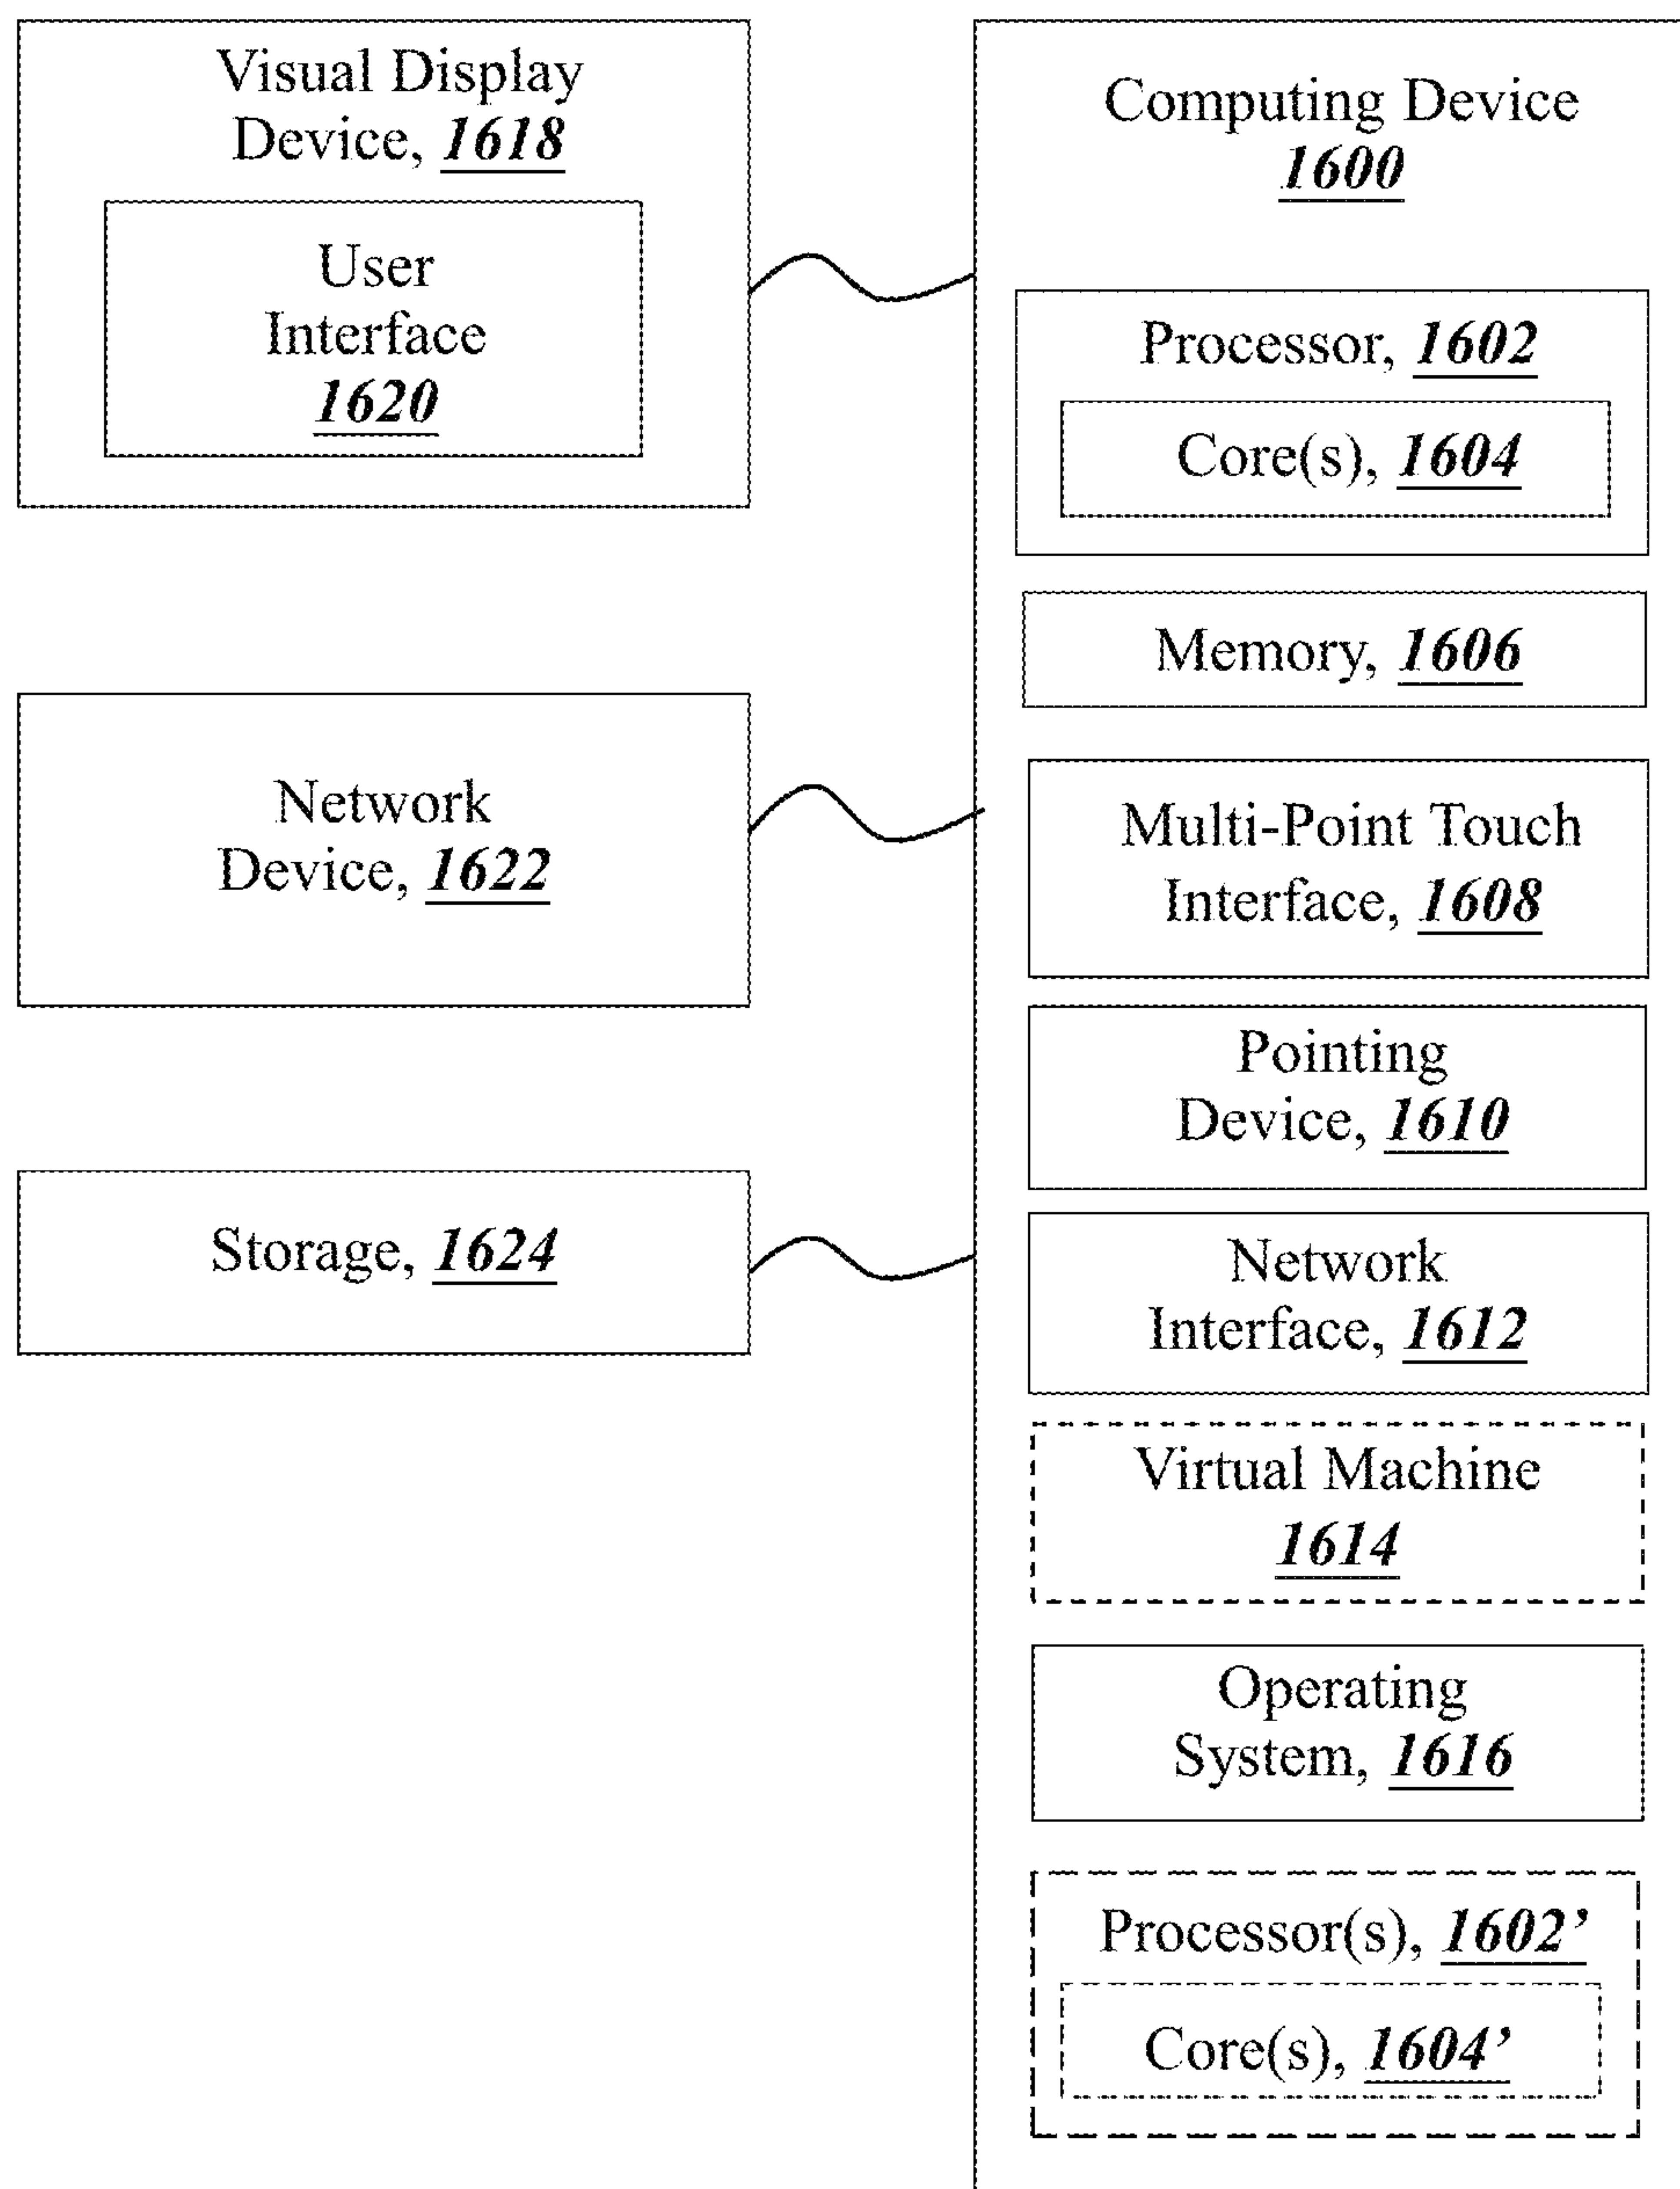 Visual Display
Device, 1618
User
Interface
1620
Network
Device, 1622
Storage, 1624
Computing Device
1600
Processor, 1602
Core(s), 1604
Memory, 1606
Multi-Point Touch
Interface, 1608
Pointing
Device, 1610
Network
Interface, 1612
Virtual Machine
1614
Operating
System, 1616
Processor(s), 1602’
Core(s), 1604’